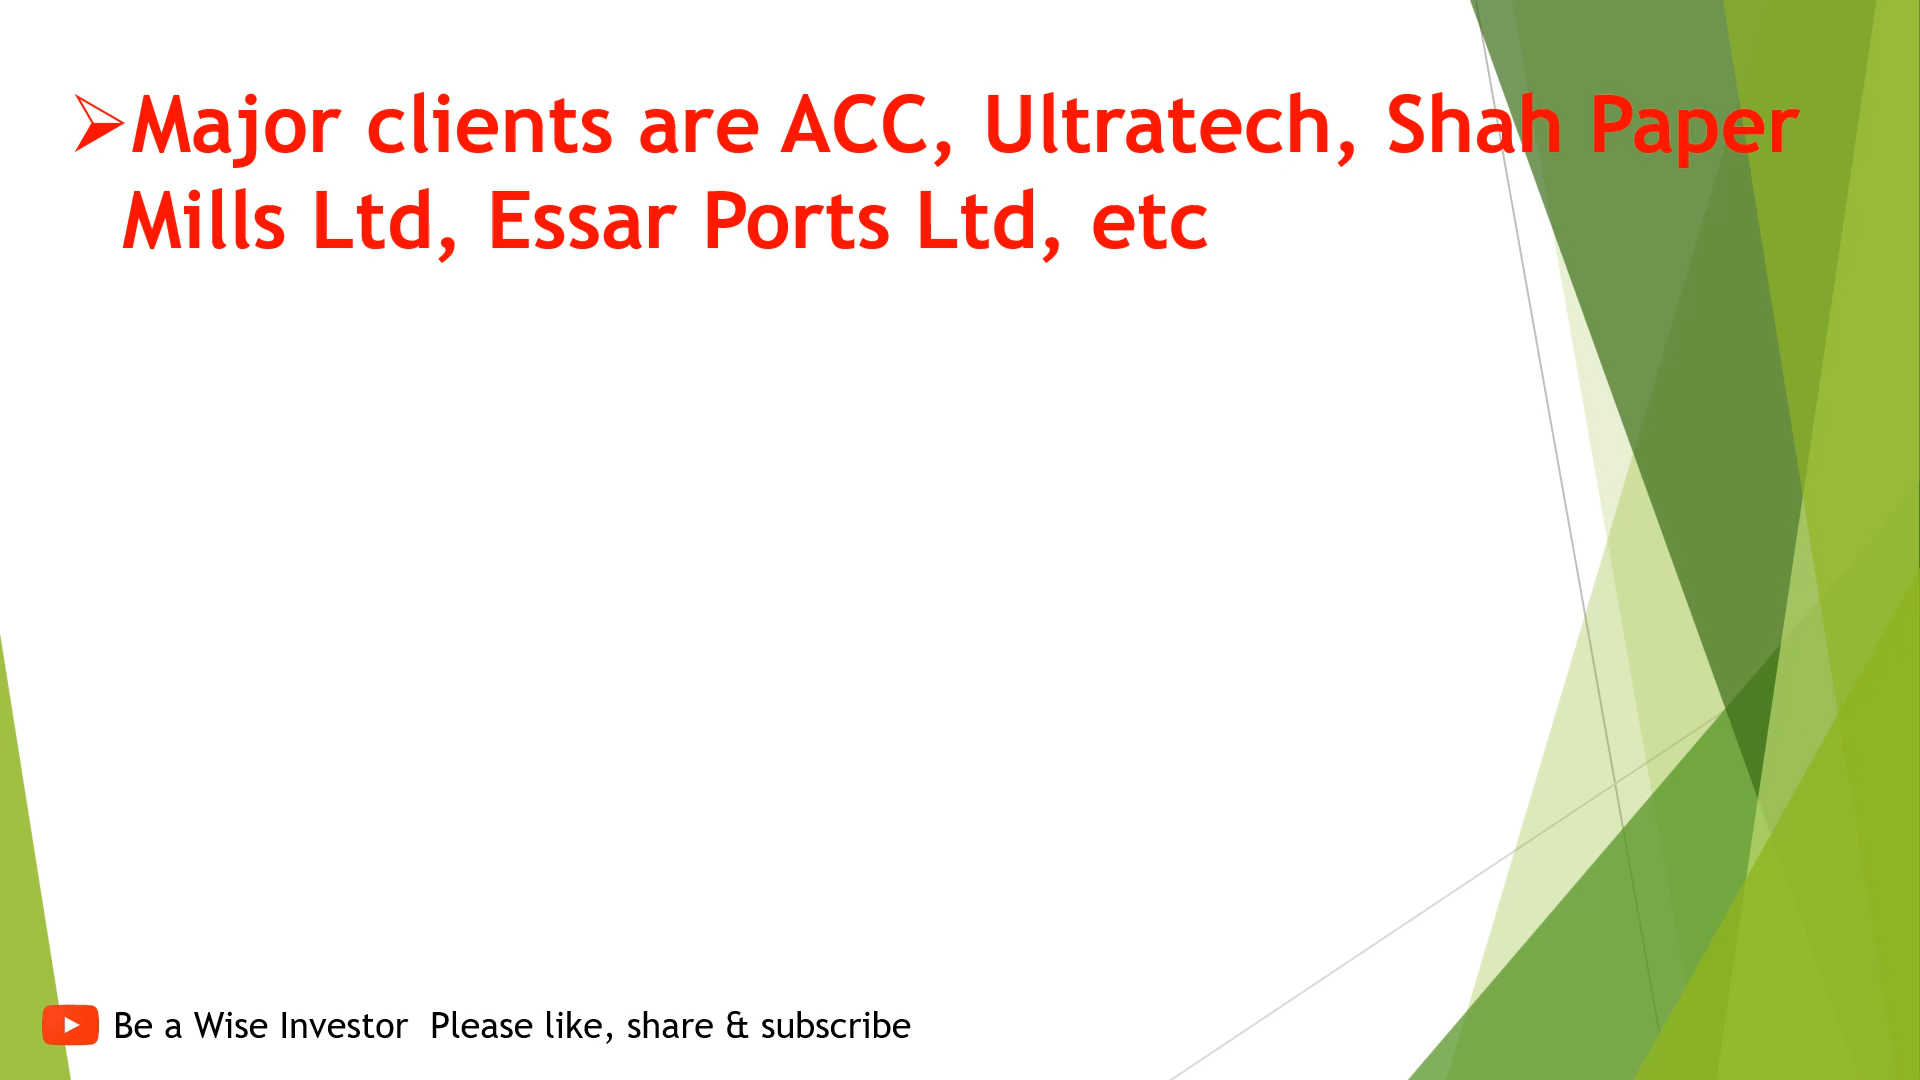 ➢Major clients are ACC, Ultratech, Shah Paper
Mills Ltd, Essar Ports Ltd, etc
Be a Wise Investor  Please like, share & subscribe